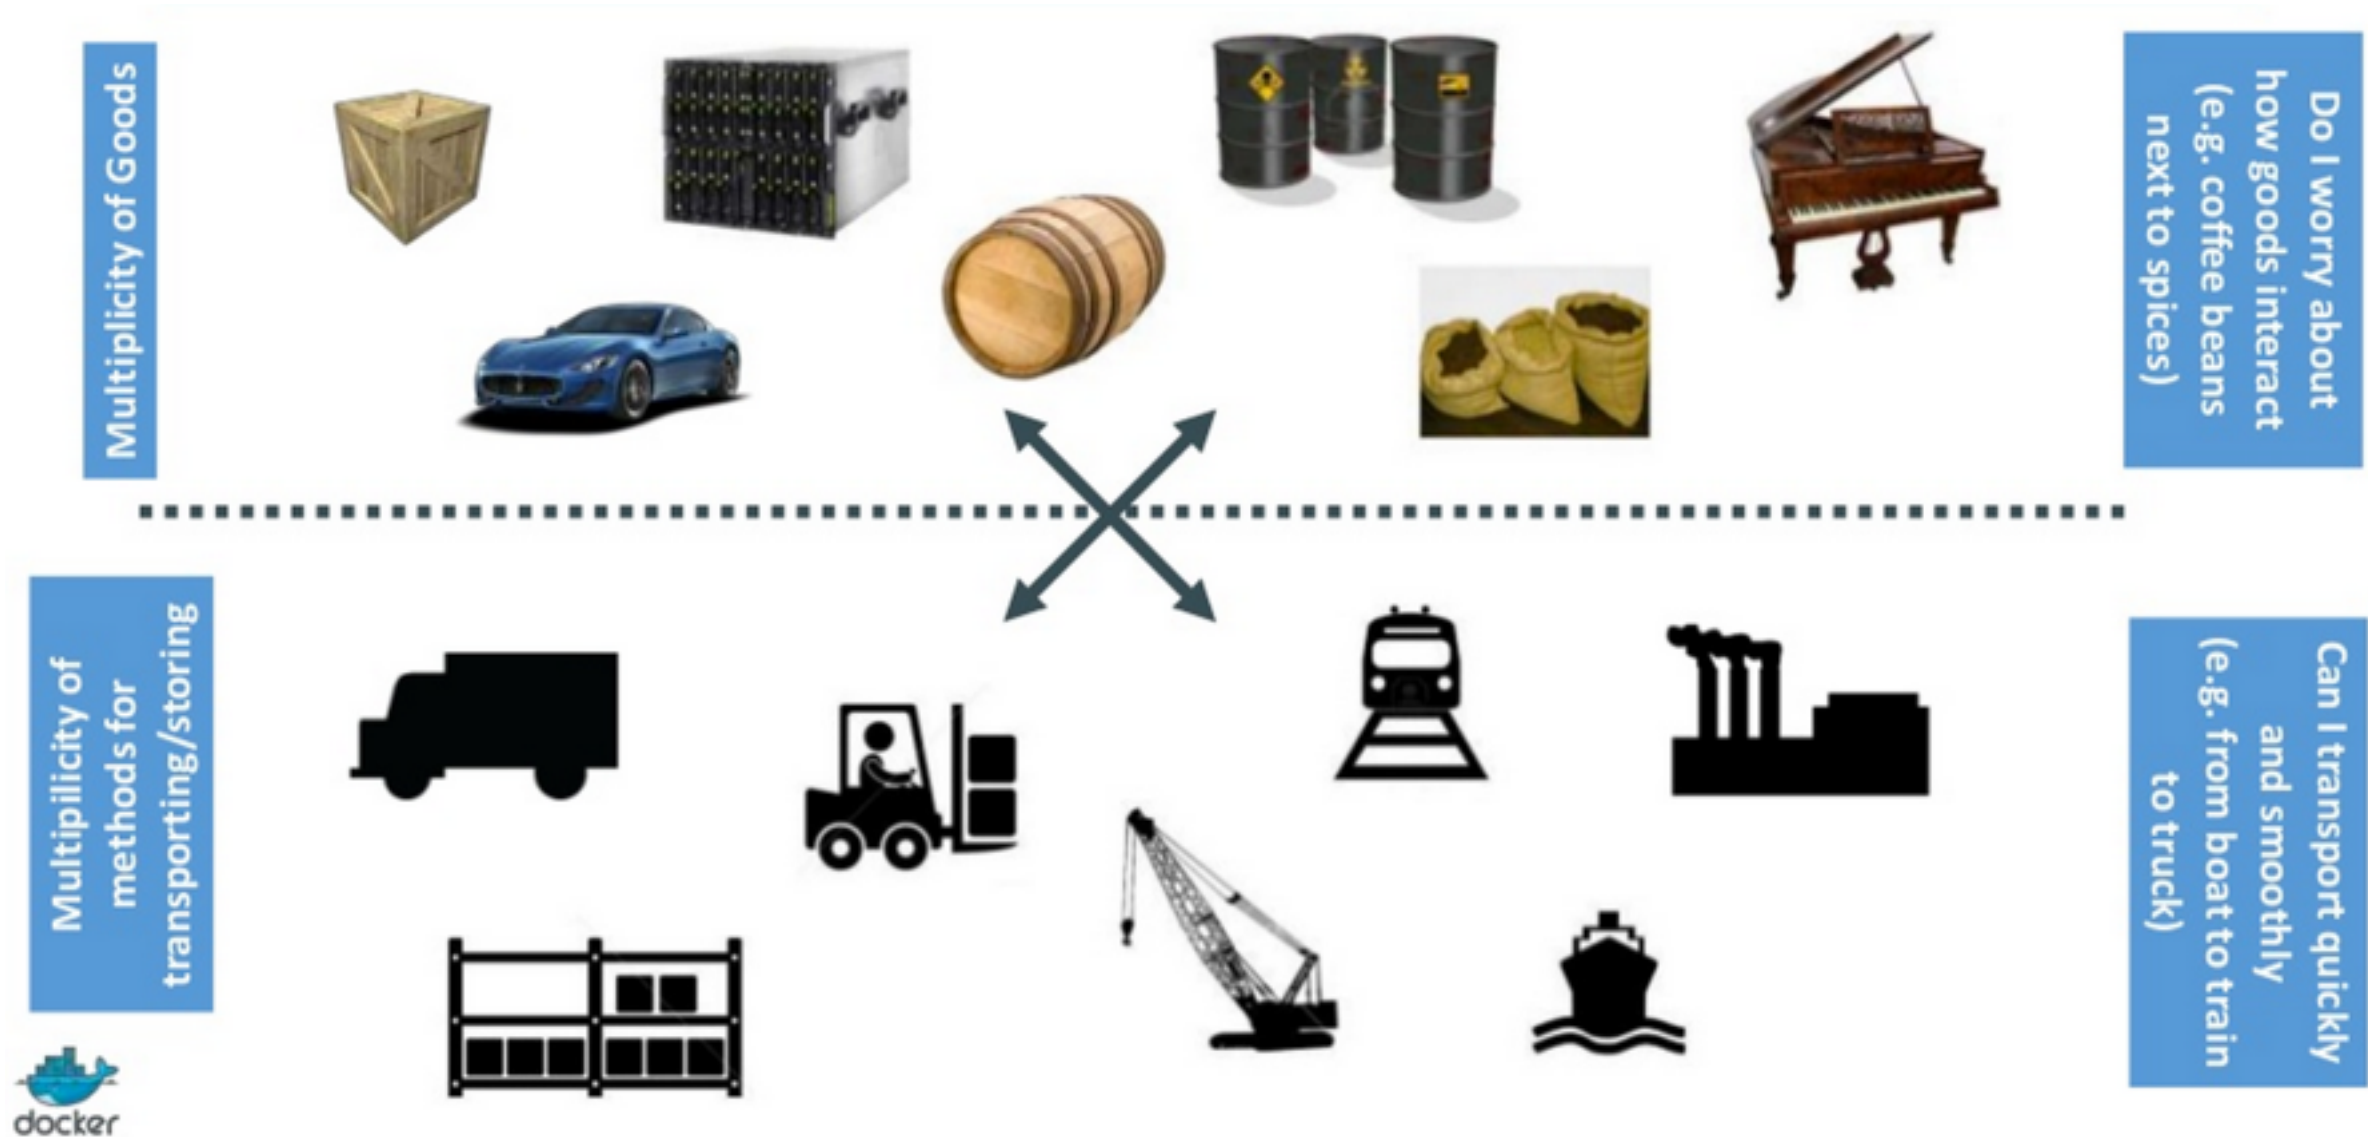 Multiplicity of Goods
Do I worry about
how goods interact
(e.g. coffee beans
next to spices)
Multipilicity of
methods for
transporting/storing
Can I transport quickly
and smoothly
(e.g. from boat to train
to truck)
docker